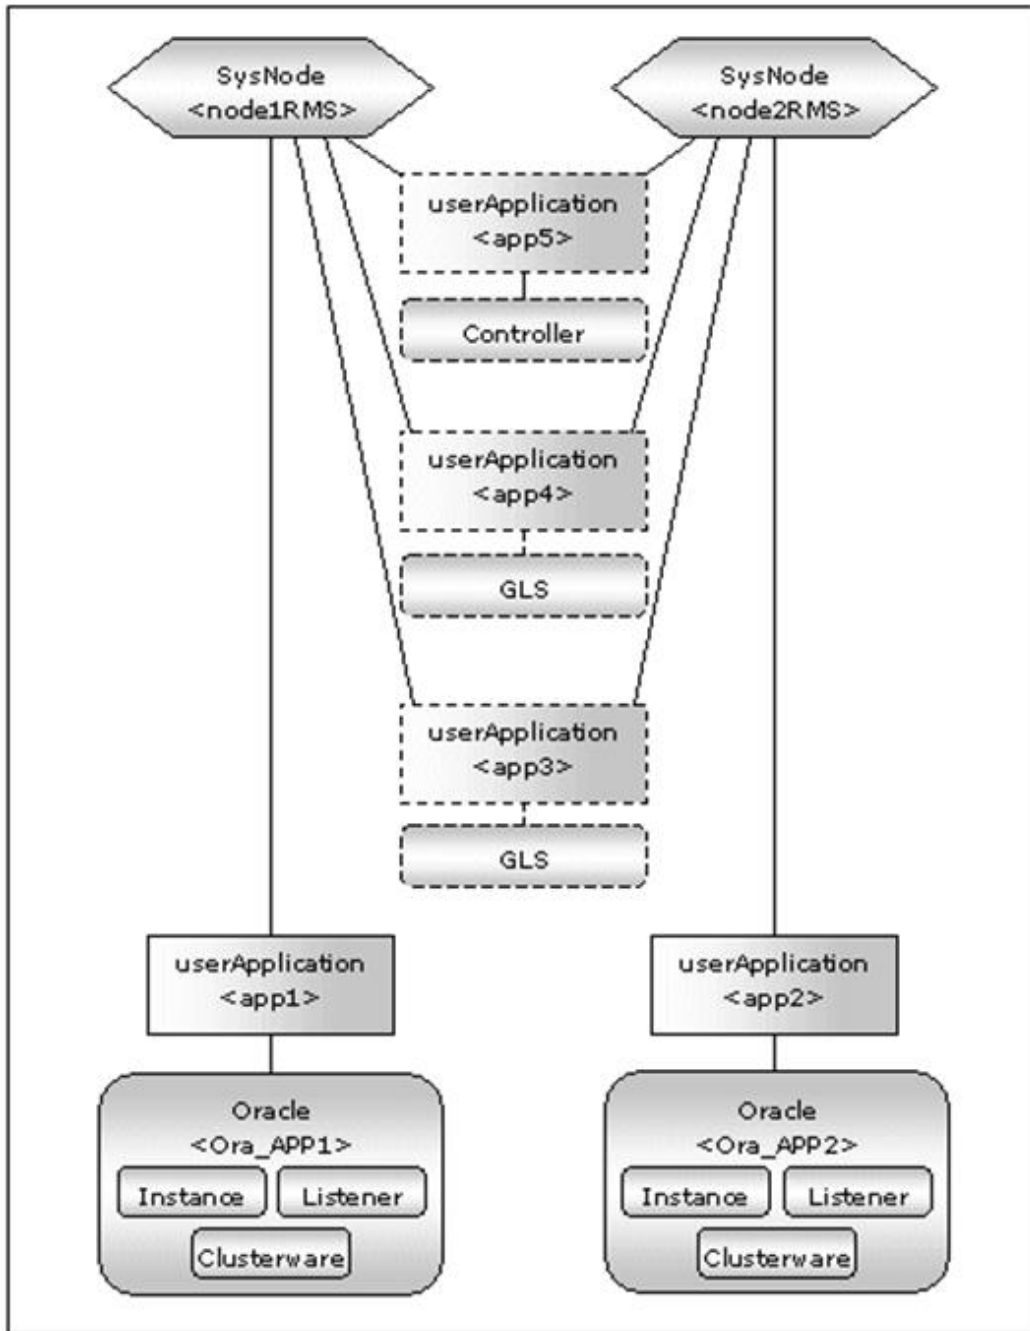 SysNode
<node1RMS>
SysNode
<node2RMS>
userApplication
<app5>
Controller
userApplication
<app4>
GLS
userApplication
<app3>
GLS
userApplication
<app1>
userApplication
<app2>
Oracle
<Ora_APP1>
Instance
Listener
Clusterware
Oracle
<Ora_APP2>
Instance
Listener
Clusterware